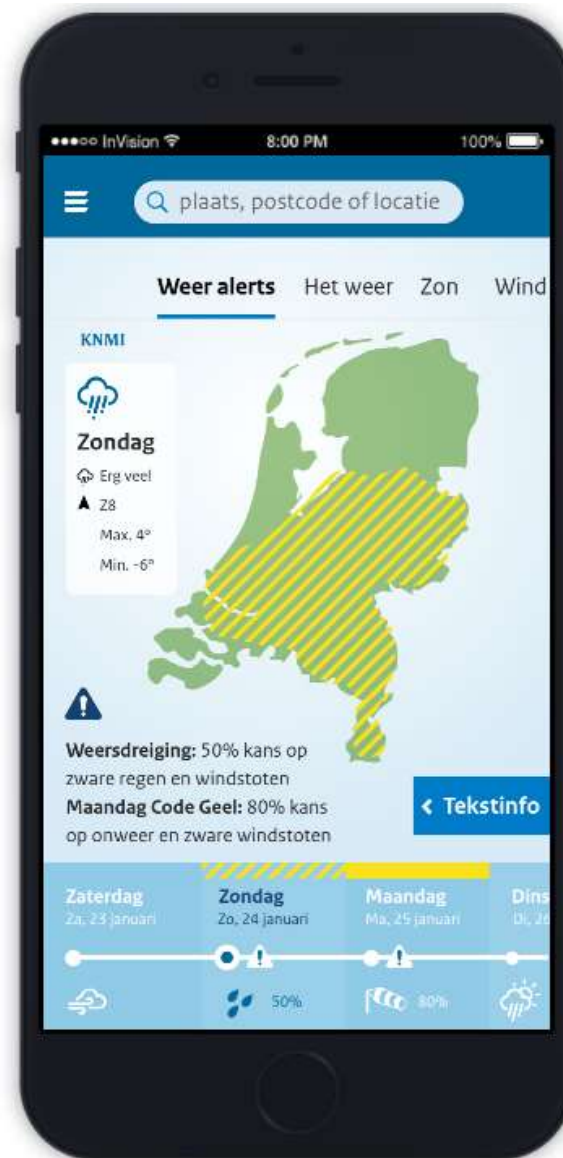 InVision 8:00 PM 100%
plaats, postcode of locatie
Weer alerts Het weer Zon Wind
KNMI
Zondag
Erg veel
Z8
Max. 4°
Min. -6°
Weersdreiging: 50% kans op
zware regen en windstoten
Maandag Code Geel: 80% kans
op onweer en zware windstoten
Tekstinfo
Zaterdag Zondag Maandag Dins
Za, 23 januari Zo, 24 januari Ma, 25 januari Di, 26
50% 80%